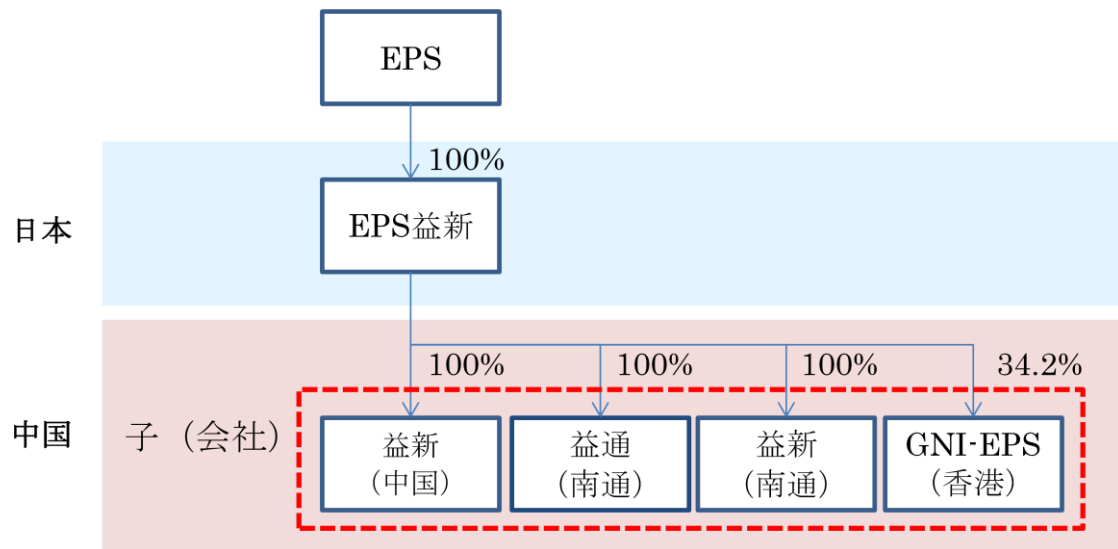 EPS
100%
日本
EPS益新
100%
100%
100%
34.2%
中国
子（会社）
益新
（中国）
益通
（南通）
益新
（南通）
GNI-EPS
（香港）